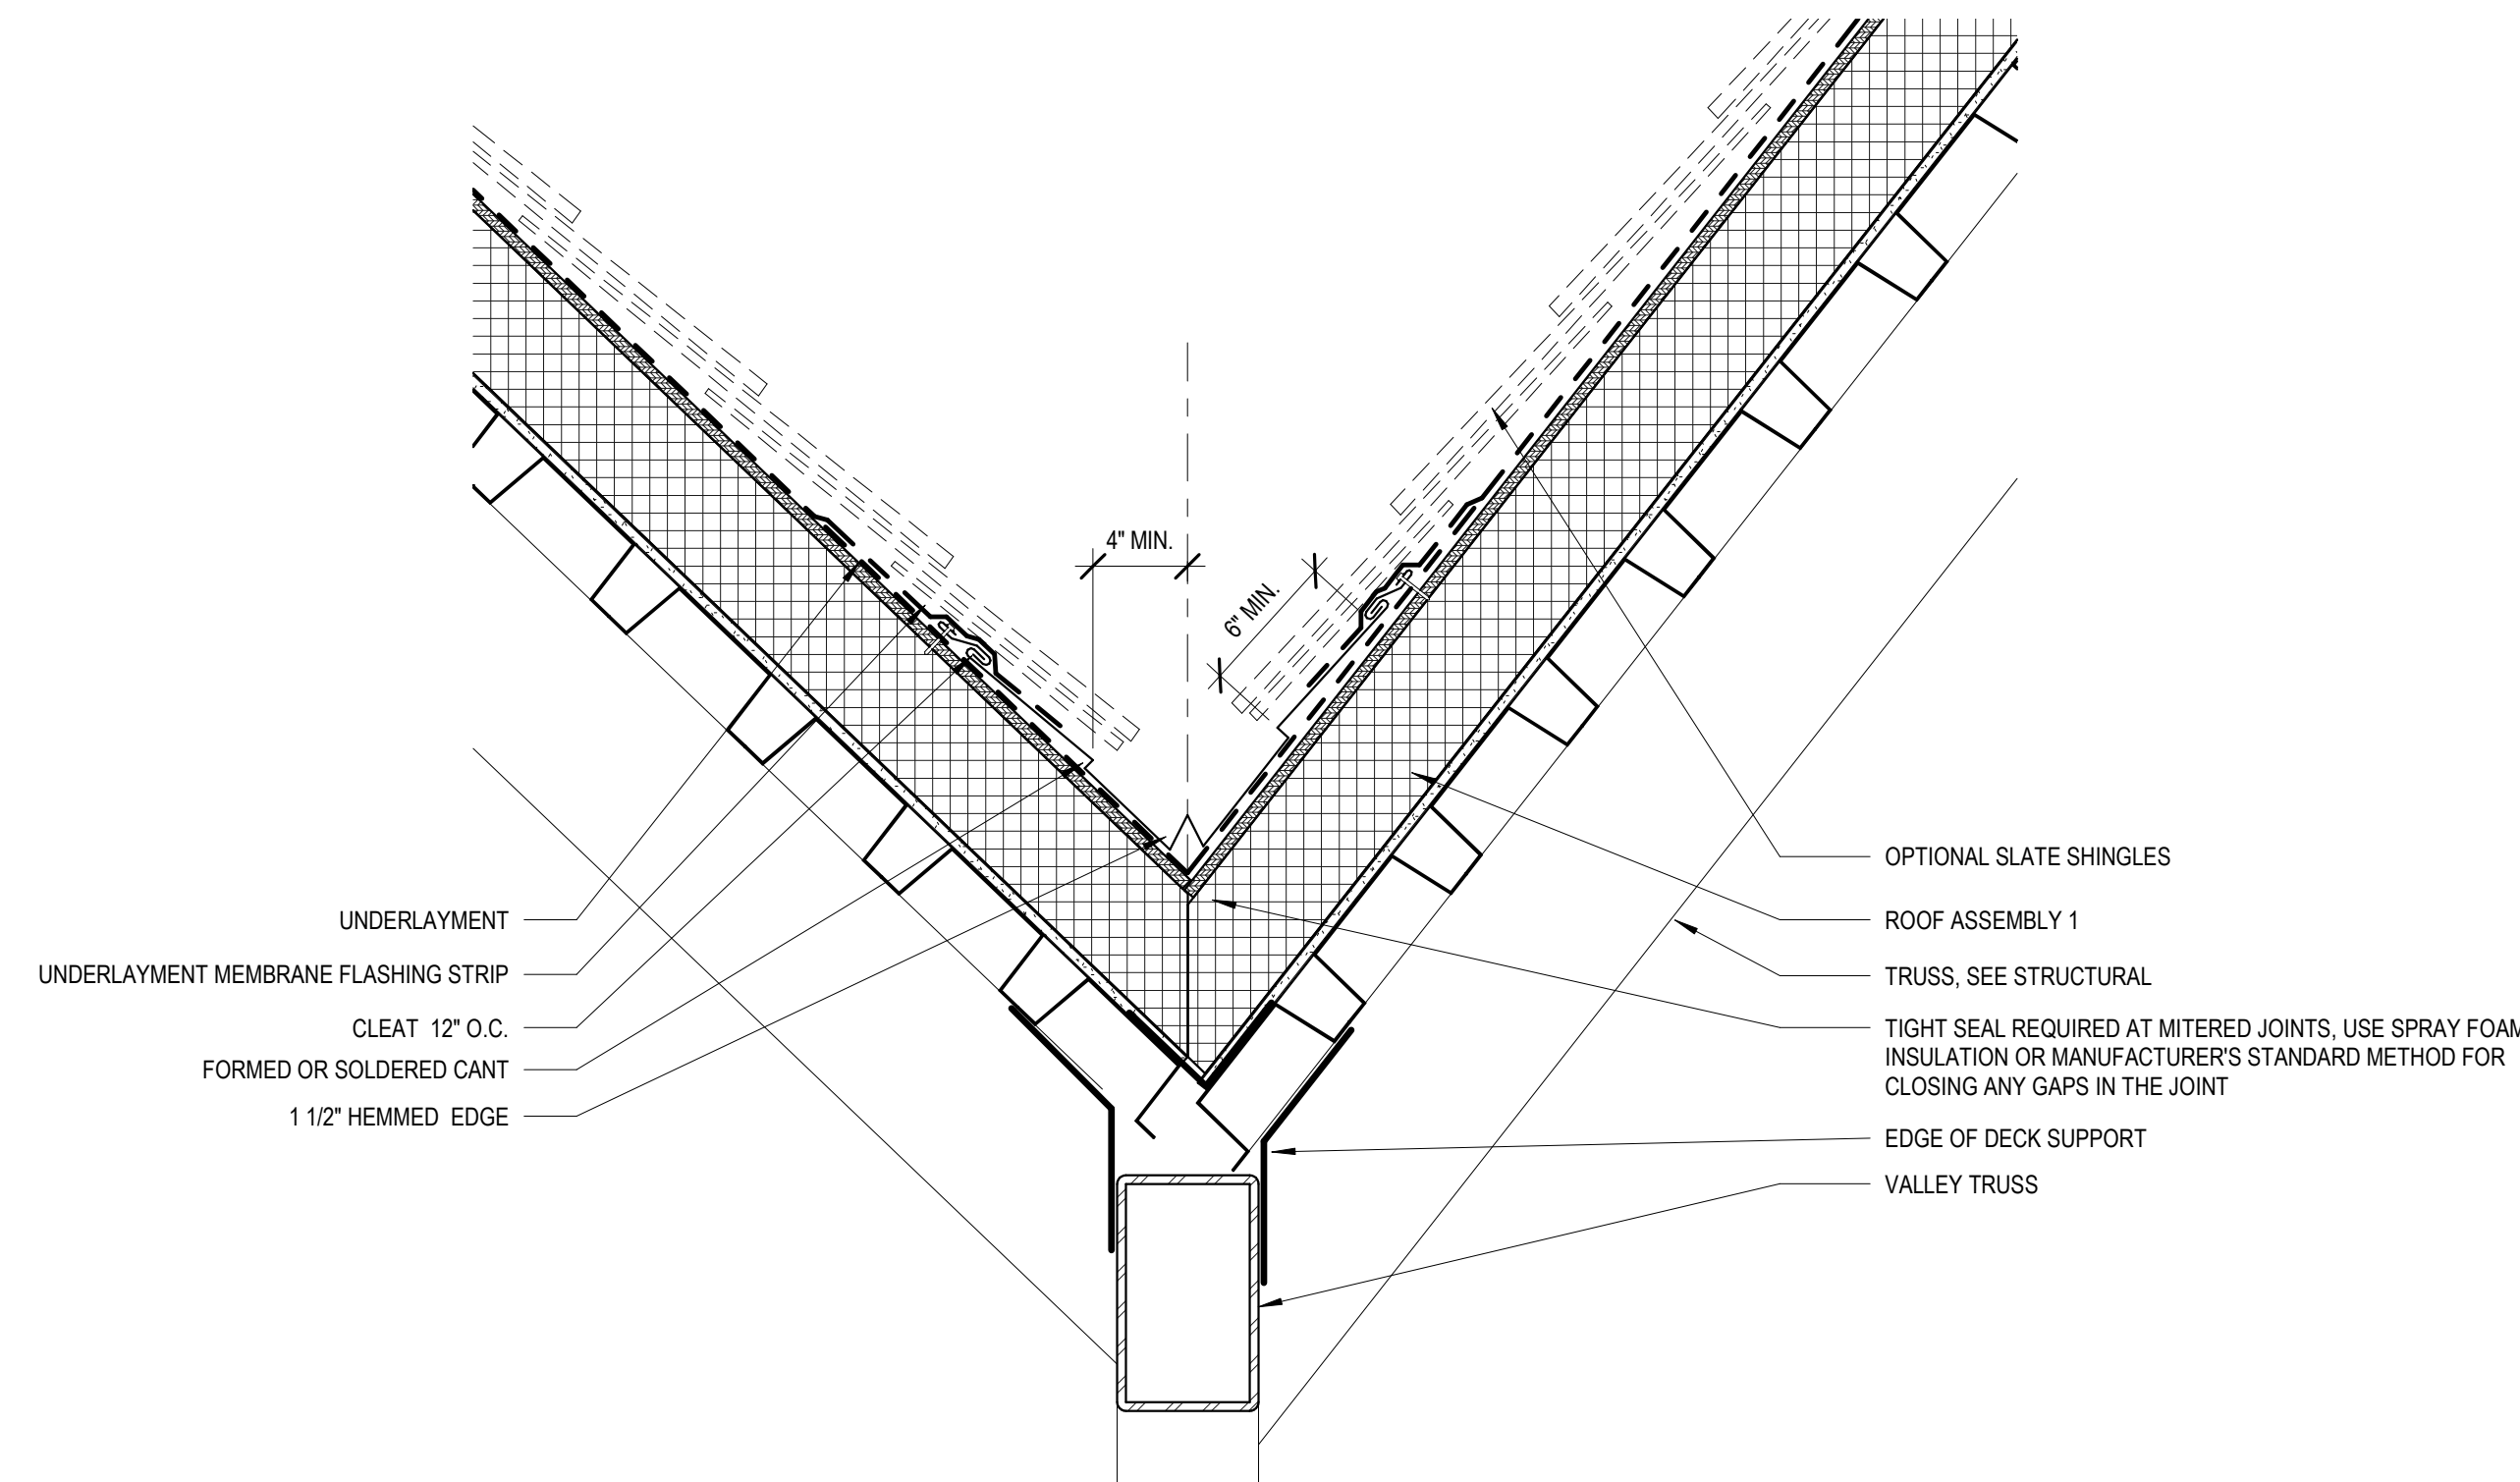 4" MIN.
6" MIN.
UNDERLAYMENT
UNDERLAYMENT MEMBRANE FLASHING STRIP
CLEAT 12" O.C.
FORMED OR SOLDERED CANT
1 1/2" HEMMED EDGE
OPTIONAL SLATE SHINGLES
ROOF ASSEMBLY 1
TRUSS, SEE STRUCTURAL
TIGHT SEAL REQUIRED AT MITERED JOINTS, USE SPRAY FOAM
INSULATION OR MANUFACTURER'S STANDARD METHOD FOR
CLOSING ANY GAPS IN THE JOINT
EDGE OF DECK SUPPORT
VALLEY TRUSS